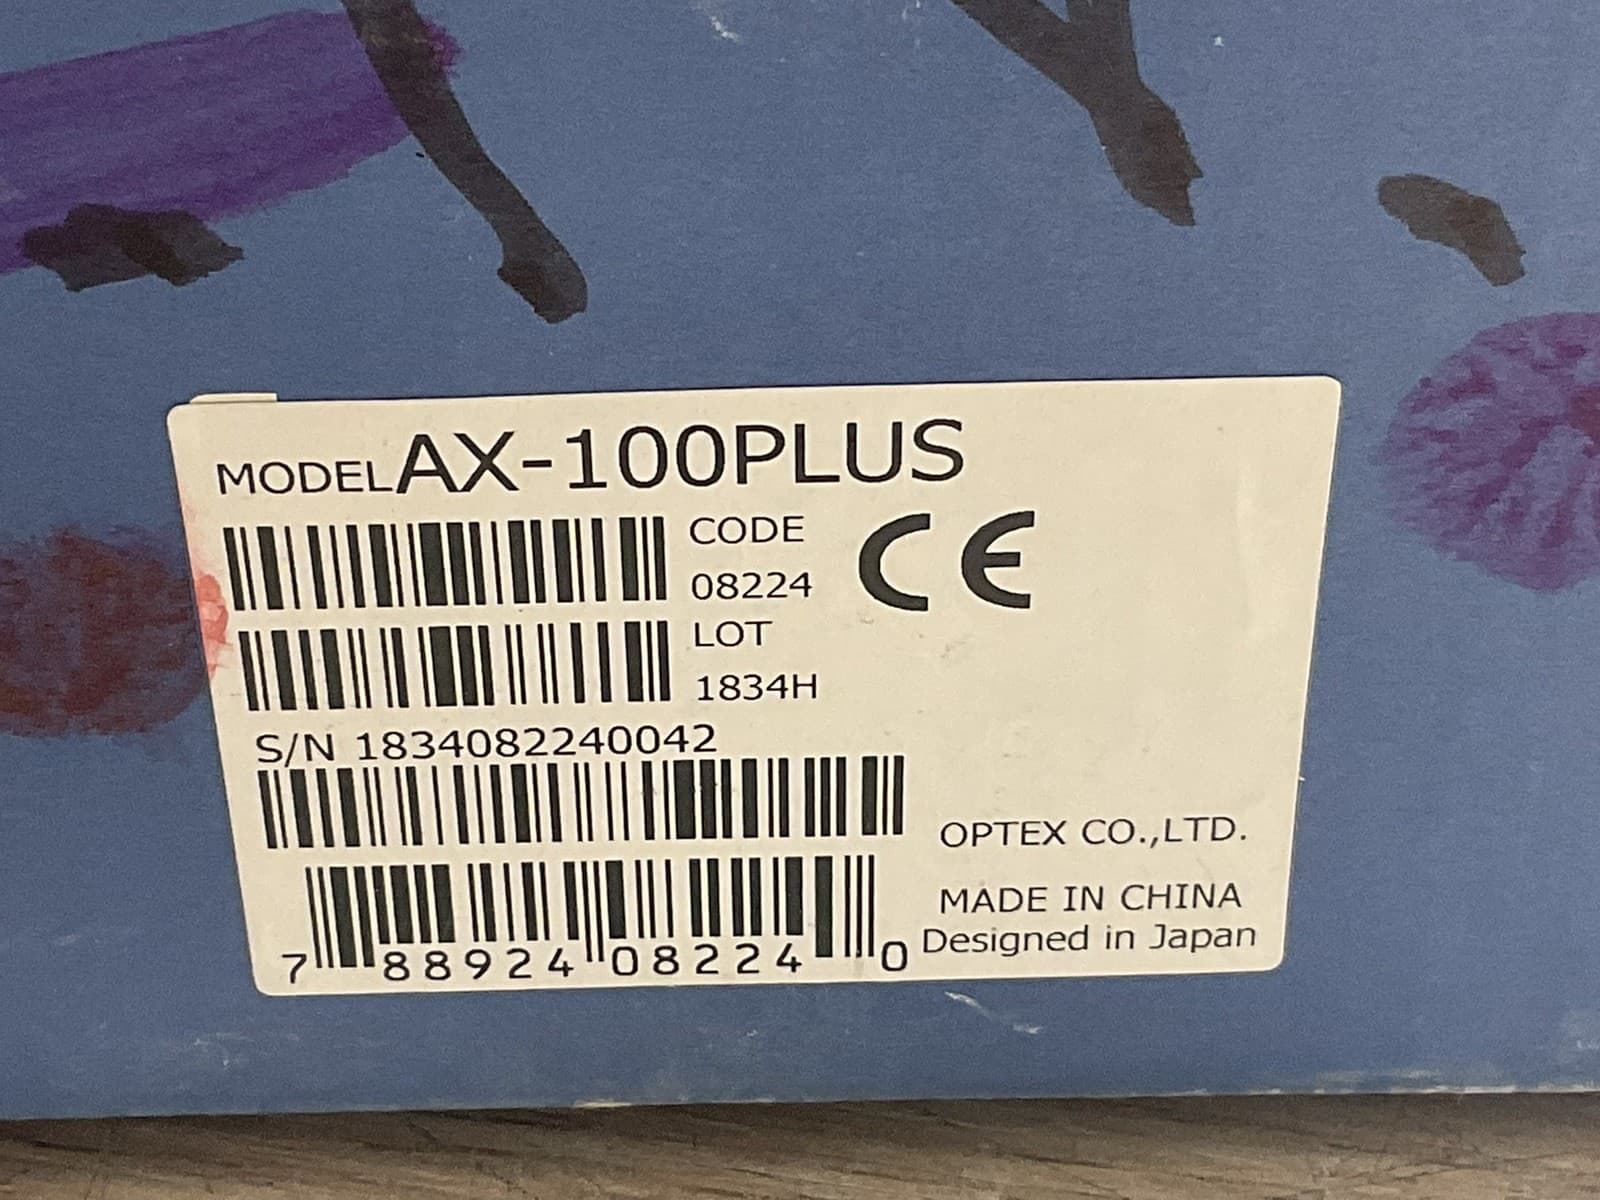 MODEL AX-100PLUS
CODE
08224
CE
LOT
1834H
S/N 1834082240042
OPTEX CO.,LTD.
MADE IN CHINA
Designed in Japan
7 88924 08224 0